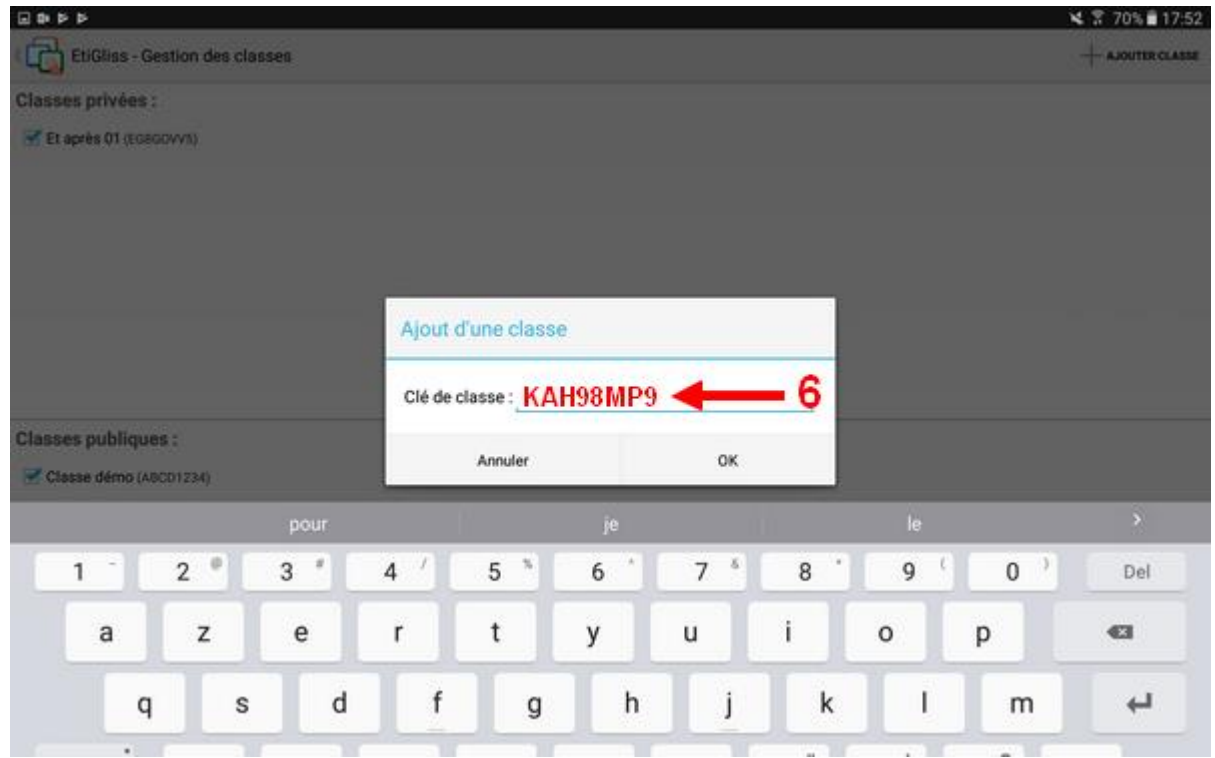 70% 17:52
EtiGliss - Gestion des classes
AJOUTER CLASSE
Classes privées :
Et après 01 (EG8GOVV5)
Ajout d'une classe
Clé de classe : KAH98MP9 6
Annuler OK
Classes publiques :
Classe démo (ABCD1234)
pour je le >
1 - 2 @ 3 # 4 / 5 % 6 ^ 7 & 8 * 9 ( 0 ) Del
a z e r t y u i o p
q s d f g h j k l m